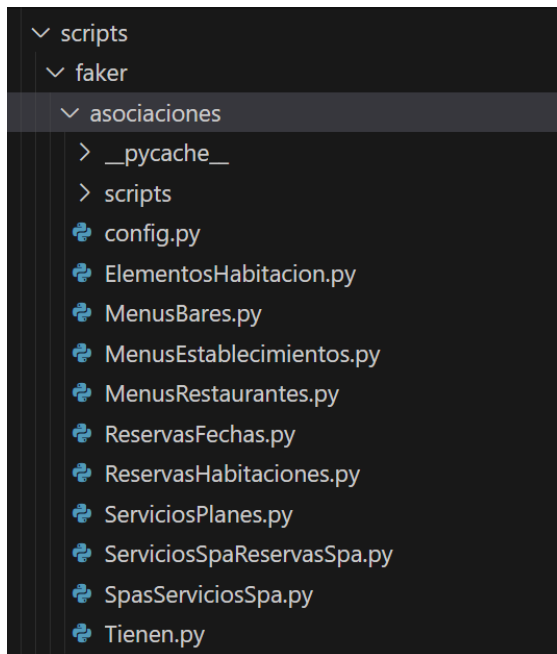 scripts
faker
asociaciones
__pycache__
scripts
config.py
ElementosHabitacion.py
MenusBares.py
MenusEstablecimientos.py
MenusRestaurantes.py
ReservasFechas.py
ReservasHabitaciones.py
ServiciosPlanes.py
ServiciosSpaReservasSpa.py
SpasServiciosSpa.py
Tienen.py